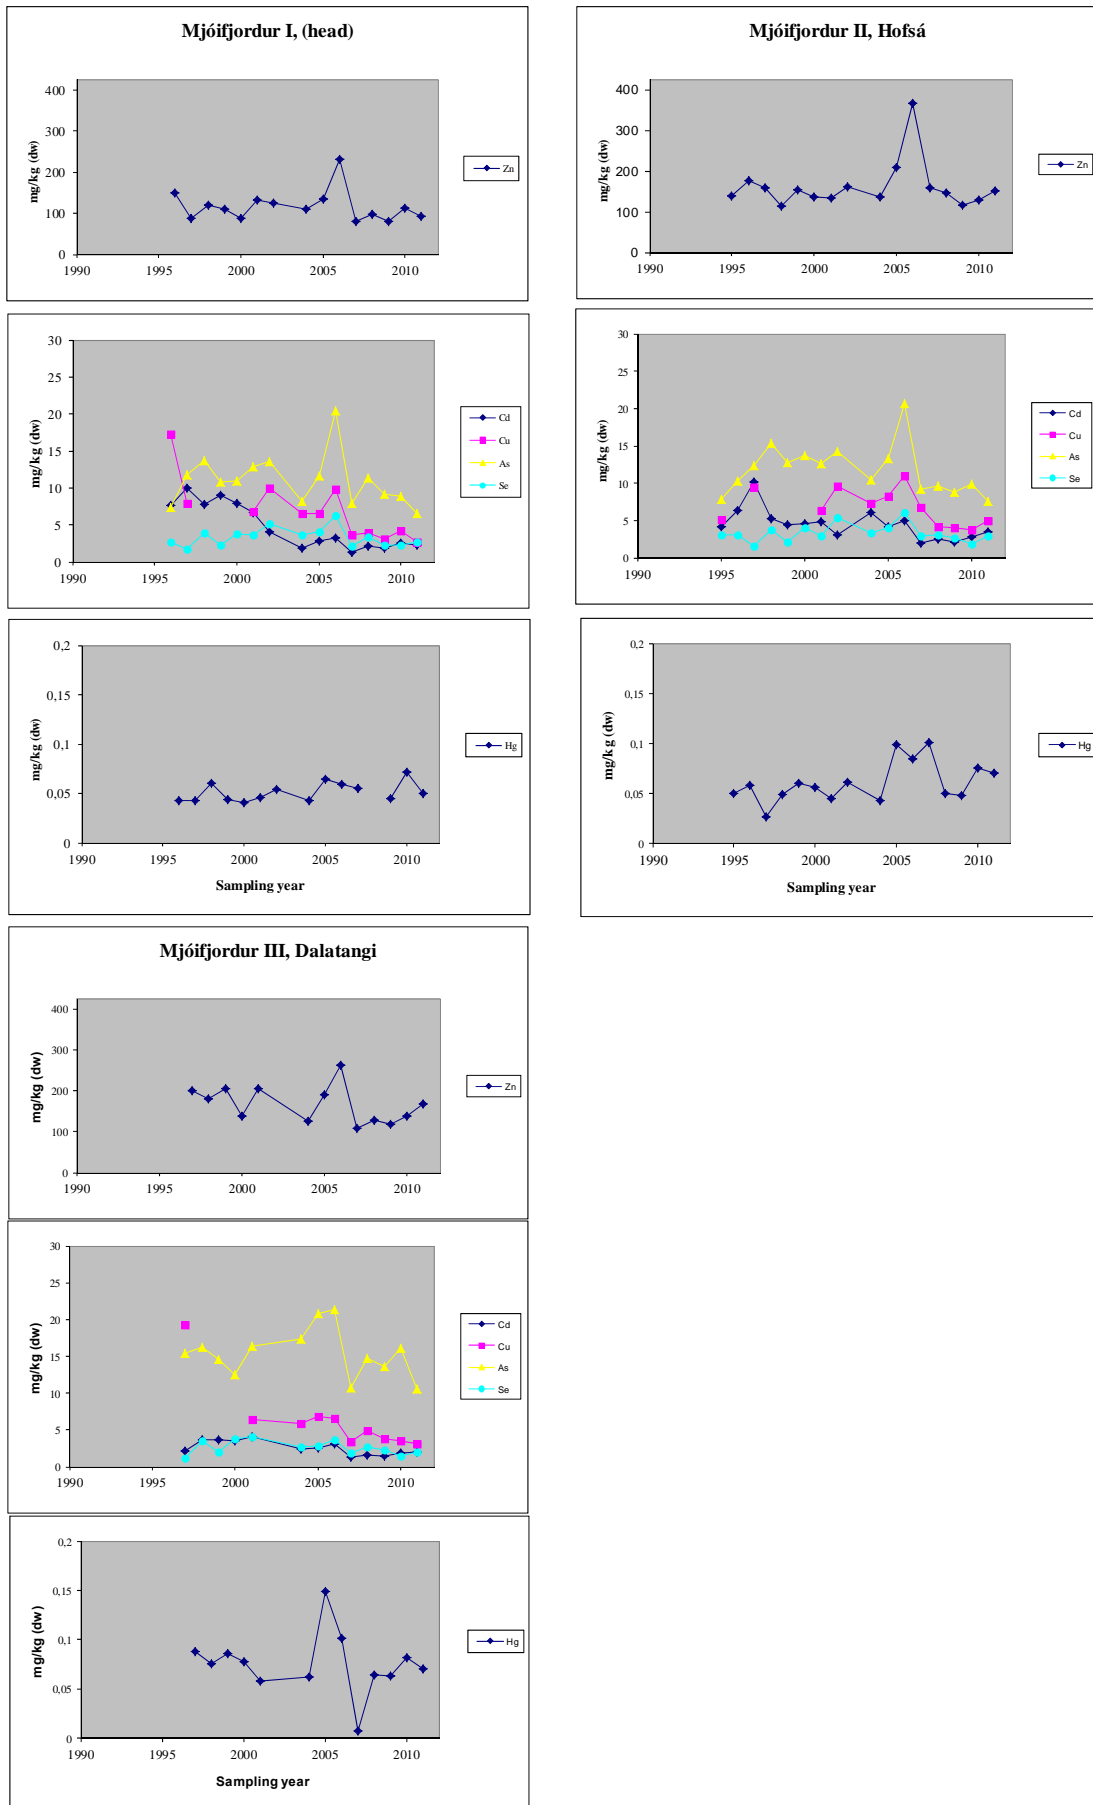 Mjóifjordur I, (head)
400
300
200
100
0
mg/kg (dw)
1990
1995
2000
2005
2010
Zn
30
25
20
15
10
5
0
mg/kg (dw)
1990
1995
2000
2005
2010
Cd
Cu
As
Se
0,2
0,15
0,1
0,05
0
mg/kg (dw)
1990
1995
2000
2005
2010
Sampling year
Hg
Mjóifjordur II, Hofsá
400
300
200
100
0
mg/kg (dw)
1990
1995
2000
2005
2010
Zn
30
25
20
15
10
5
0
mg/kg (dw)
1990
1995
2000
2005
2010
Cd
Cu
As
Se
0,2
0,15
0,1
0,05
0
mg/k g (dw)
1990
1995
2000
2005
2010
Sampling year
Hg
Mjóifjordur III, Dalatangi
400
300
200
100
0
mg/kg (dw)
1990
1995
2000
2005
2010
Zn
30
25
20
15
10
5
0
mg/kg (dw)
1990
1995
2000
2005
2010
Cd
Cu
As
Se
0,2
0,15
0,1
0,05
0
mg/kg (dw)
1990
1995
2000
2005
2010
Sampling year
Hg